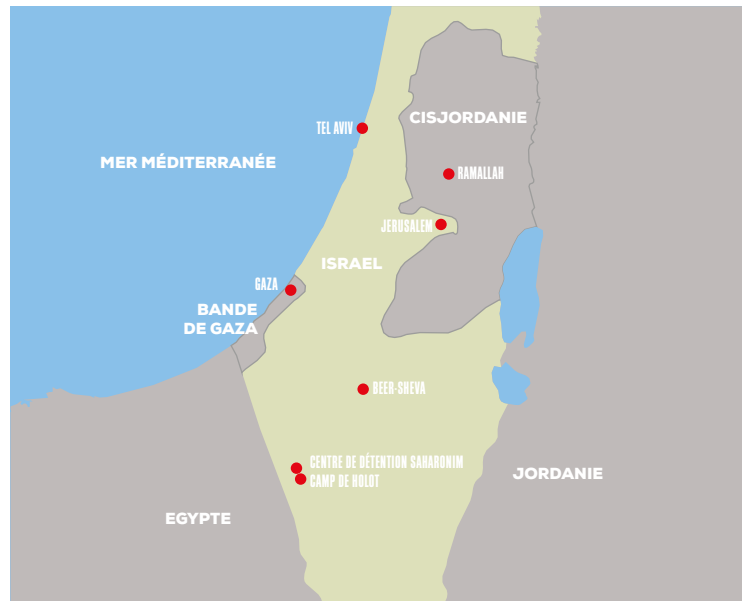 CISJORDANIE
TEL AVIV
MER MÉDITERRANÉE
RAMALLAH
JERUSALEM
ISRAEL
GAZA
BANDE
DE GAZA
BEER-SHEVA
CENTRE DE DÉTENTION SAHARONIM
CAMP DE HOLOT
JORDANIE
EGYPTE